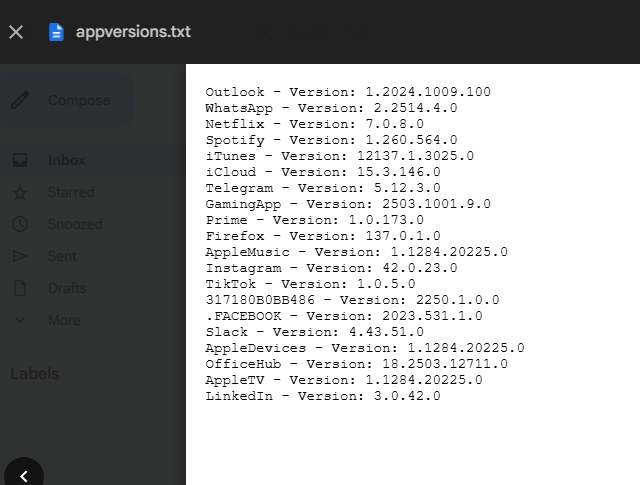 appversions.txt
Compose
Inbox
Starred
Snoozed
Sent
Drafts
More
Labels
Outlook - Version: 1.2024.1009.100
WhatsApp - Version: 2.2514.4.0
Netflix - Version: 7.0.8.0
Spotify - Version: 1.260.564.0
iTunes - Version: 12137.1.3025.0
iCloud - Version: 15.3.146.0
Telegram - Version: 5.12.3.0
GamingApp - Version: 2503.1001.9.0
Prime - Version: 1.0.173.0
Firefox - Version: 137.0.1.0
AppleMusic - Version: 1.1284.20225.0
Instagram - Version: 42.0.23.0
TikTok - Version: 1.0.5.0
317180B0BB486 - Version: 2250.1.0.0
.FACEBOOK - Version: 2023.531.1.0
Slack - Version: 4.43.51.0
AppleDevices - Version: 1.1284.20225.0
OfficeHub - Version: 18.2503.12711.0
AppleTV - Version: 1.1284.20225.0
LinkedIn - Version: 3.0.42.0